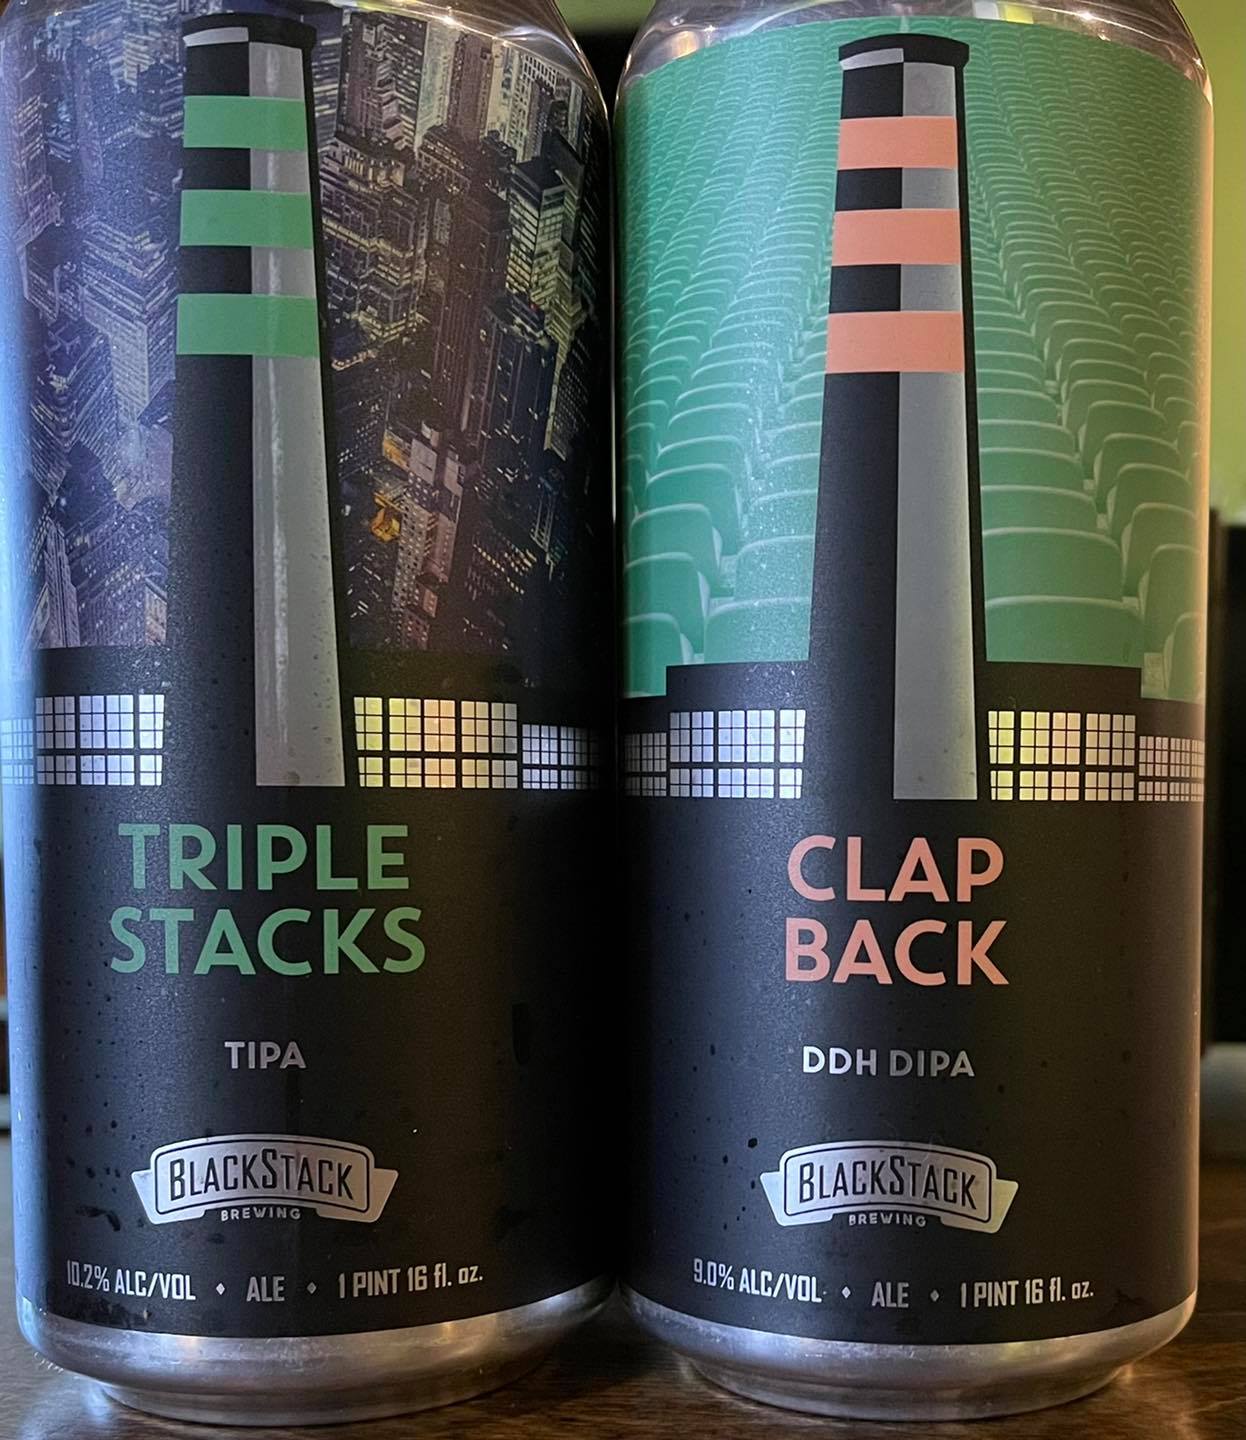 TRIPLE
STACKS
TIPA
BLACKSTACK
BREWING
10.2% ALC/VOL • ALE • 1 PINT 16 fl. oz.
CLAP
BACK
DDH DIPA
BLACKSTACK
BREWING
9.0% ALC/VOL • ALE • 1 PINT 16 fl. oz.